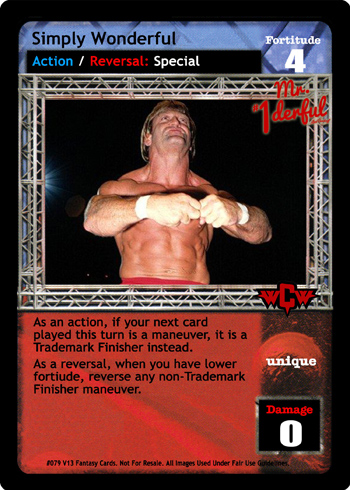 Simply Wonderful
Fortitude
4
Action / Reversal: Special
Mr.
#1derful
WCW
As an action, if your next card
played this turn is a maneuver, it is a
Trademark Finisher instead.
As a reversal, when you have lower
fortiude, reverse any non-Trademark
Finisher maneuver.
unique
Damage
0
#079 V13 Fantasy Cards. Not For Resale. All Images Used Under Fair Use Guidelines.